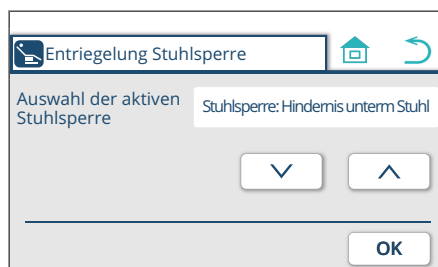 Entriegelung Stuhlsperre
Auswahl der aktiven
Stuhlsperre
Stuhlsperre: Hindernis unterm Stuhl
OK